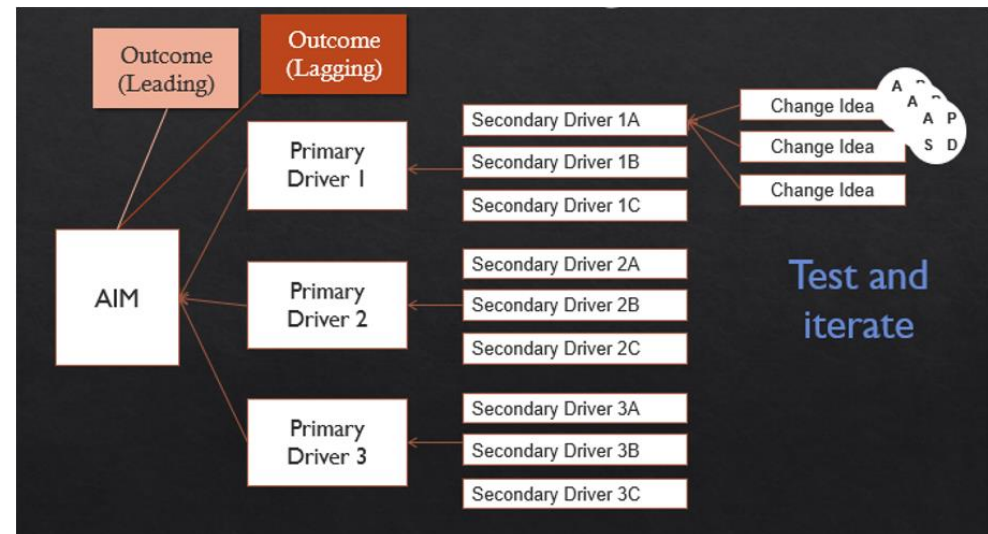 Outcome
(Leading)
Outcome
(Lagging)
AIM
Primary
Driver 1
Primary
Driver 2
Primary
Driver 3
Secondary Driver 1A
Secondary Driver 1B
Secondary Driver 1C
Secondary Driver 2A
Secondary Driver 2B
Secondary Driver 2C
Secondary Driver 3A
Secondary Driver 3B
Secondary Driver 3C
Change Idea
Change Idea
Change Idea
A
A
A P
S D
Test and
iterate